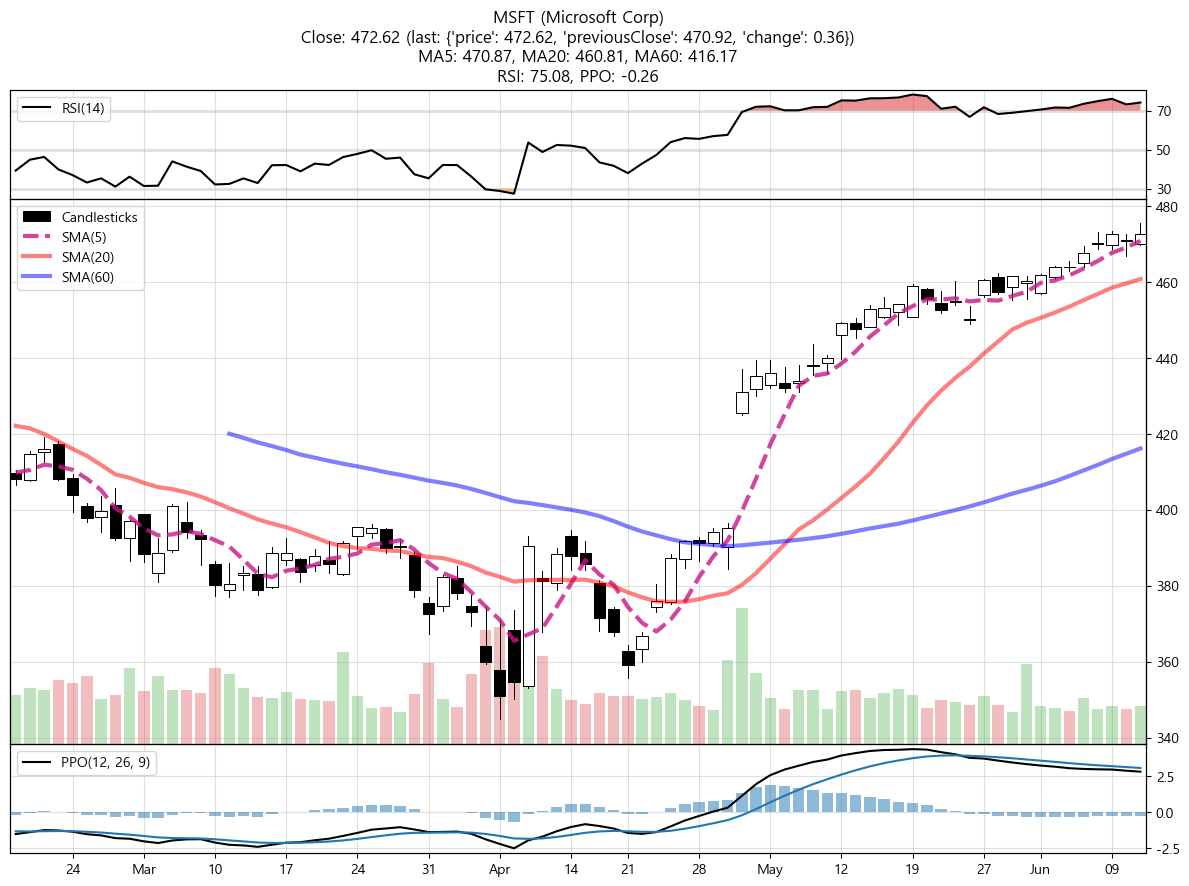 MSFT (Microsoft Corp)
Close: 472.62 (last: {'price': 472.62, 'previousClose': 470.92, 'change': 0.36})
MA5: 470.87, MA20: 460.81, MA60: 416.17
RSI: 75.08, PPO: -0.26
RSI(14)
70
50
30
Candlesticks
SMA(5)
SMA(20)
SMA(60)
480
460
440
420
400
380
360
340
PPO(12, 26, 9)
2.5
0.0
-2.5
24 Mar 10 17 24 31 Apr 14 21 28 May 12 19 27 Jun 09